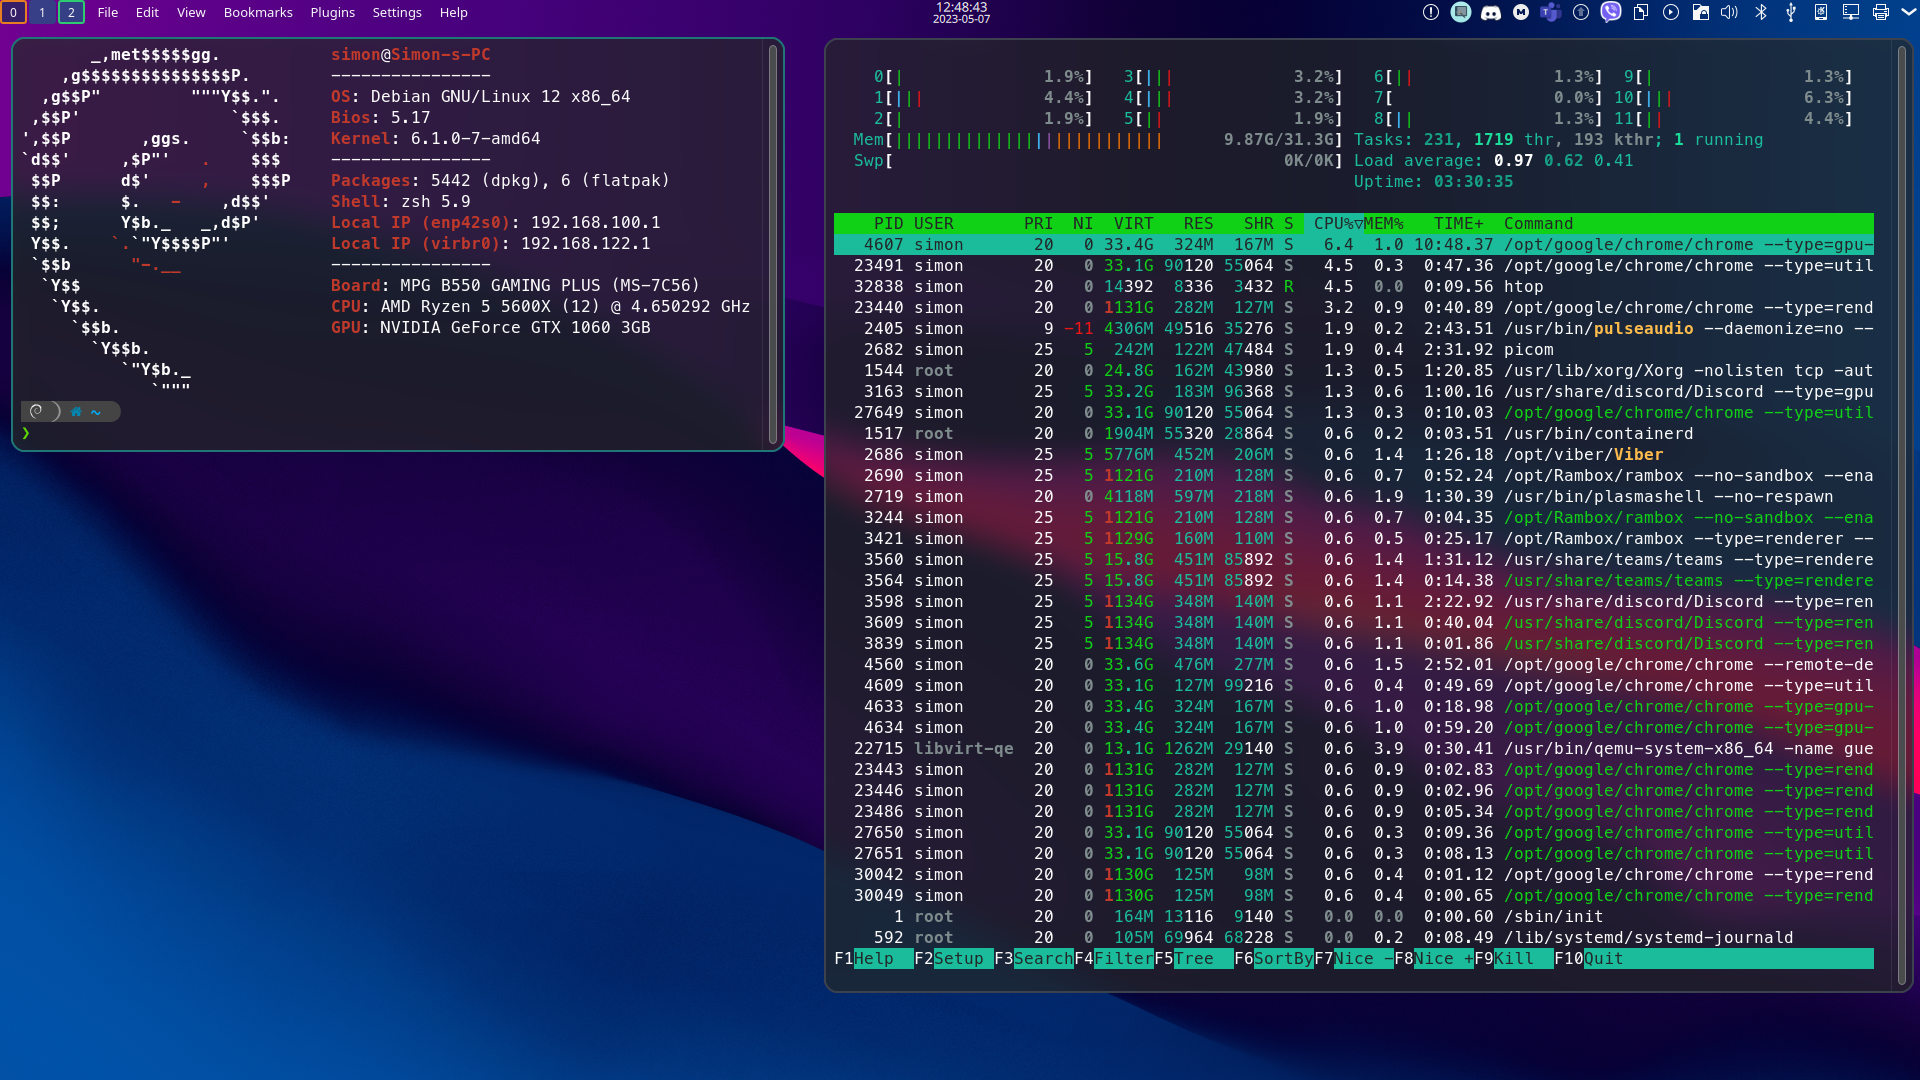 0 1 2 File Edit View Bookmarks Plugins Settings Help
12:48:43
2023-05-07
_,met$$$$$gg.
,g$$$$$$$$$$$$$$$P.
,g$$P" """Y$$.".
,$$P' `$$$.
',$$P ,ggs. `$$b:
`d$$' ,$P"' . $$$
$$P d$' , $$$P
$$: $. - ,d$$'
$$; Y$b._ _,d$P'
Y$$. `.`"Y$$$$P"'
`$$b "-.__
`Y$$
`Y$$.
`$$b.
`Y$$b.
`"Y$b._
`"""
simon@Simon-s-PC
----------------
OS: Debian GNU/Linux 12 x86_64
Bios: 5.17
Kernel: 6.1.0-7-amd64
----------------
Packages: 5442 (dpkg), 6 (flatpak)
Shell: zsh 5.9
Local IP (enp42s0): 192.168.100.1
Local IP (virbr0): 192.168.122.1
----------------
Board: MPG B550 GAMING PLUS (MS-7C56)
CPU: AMD Ryzen 5 5600X (12) @ 4.650292 GHz
GPU: NVIDIA GeForce GTX 1060 3GB
~
❯
0[| 1.9%] 3[||| 3.2%] 6[|| 1.3%] 9[| 1.3%]
1[||| 4.4%] 4[||| 3.2%] 7[ 0.0%] 10[||| 6.3%]
2[| 1.9%] 5[|| 1.9%] 8[|| 1.3%] 11[|| 4.4%]
Mem[||||||||||||||||||||||||||| 9.87G/31.3G] Tasks: 231, 1719 thr, 193 kthr; 1 running
Swp[ 0K/0K] Load average: 0.97 0.62 0.41
Uptime: 03:30:35
PID USER PRI NI VIRT RES SHR S CPU%▽MEM% TIME+ Command
4607 simon 20 0 33.4G 324M 167M S 6.4 1.0 10:48.37 /opt/google/chrome/chrome --type=gpu-
23491 simon 20 0 33.1G 90120 55064 S 4.5 0.3 0:47.36 /opt/google/chrome/chrome --type=util
32838 simon 20 0 14392 8336 3432 R 4.5 0.0 0:09.56 htop
23440 simon 20 0 1131G 282M 127M S 3.2 0.9 0:40.89 /opt/google/chrome/chrome --type=rend
2405 simon 9 -11 4306M 49516 35276 S 1.9 0.2 2:43.51 /usr/bin/pulseaudio --daemonize=no --
2682 simon 25 5 242M 122M 47484 S 1.9 0.4 2:31.92 picom
1544 root 20 0 24.8G 162M 43980 S 1.3 0.5 1:20.85 /usr/lib/xorg/Xorg -nolisten tcp -aut
3163 simon 25 5 33.2G 183M 96368 S 1.3 0.6 1:00.16 /usr/share/discord/Discord --type=gpu
27649 simon 20 0 33.1G 90120 55064 S 1.3 0.3 0:10.03 /opt/google/chrome/chrome --type=util
1517 root 20 0 1904M 55320 28864 S 0.6 0.2 0:03.51 /usr/bin/containerd
2686 simon 25 5 5776M 452M 206M S 0.6 1.4 1:26.18 /opt/viber/Viber
2690 simon 25 5 1121G 210M 128M S 0.6 0.7 0:52.24 /opt/Rambox/rambox --no-sandbox --ena
2719 simon 20 0 4118M 597M 218M S 0.6 1.9 1:30.39 /usr/bin/plasmashell --no-respawn
3244 simon 25 5 1121G 210M 128M S 0.6 0.7 0:04.35 /opt/Rambox/rambox --no-sandbox --ena
3421 simon 25 5 1129G 160M 110M S 0.6 0.5 0:25.17 /opt/Rambox/rambox --type=renderer --
3560 simon 25 5 15.8G 451M 85892 S 0.6 1.4 1:31.12 /usr/share/teams/teams --type=rendere
3564 simon 25 5 15.8G 451M 85892 S 0.6 1.4 0:14.38 /usr/share/teams/teams --type=rendere
3598 simon 25 5 1134G 348M 140M S 0.6 1.1 2:22.92 /usr/share/discord/Discord --type=ren
3609 simon 25 5 1134G 348M 140M S 0.6 1.1 0:40.04 /usr/share/discord/Discord --type=ren
3839 simon 25 5 1134G 348M 140M S 0.6 1.1 0:01.86 /usr/share/discord/Discord --type=ren
4560 simon 20 0 33.6G 476M 277M S 0.6 1.5 2:52.01 /opt/google/chrome/chrome --remote-de
4609 simon 20 0 33.1G 127M 99216 S 0.6 0.4 0:49.69 /opt/google/chrome/chrome --type=util
4633 simon 20 0 33.4G 324M 167M S 0.6 1.0 0:18.98 /opt/google/chrome/chrome --type=gpu-
4634 simon 20 0 33.4G 324M 167M S 0.6 1.0 0:59.20 /opt/google/chrome/chrome --type=gpu-
22715 libvirt-qe 20 0 13.1G 1262M 29140 S 0.6 3.9 0:30.41 /usr/bin/qemu-system-x86_64 -name gue
23443 simon 20 0 1131G 282M 127M S 0.6 0.9 0:02.83 /opt/google/chrome/chrome --type=rend
23446 simon 20 0 1131G 282M 127M S 0.6 0.9 0:02.96 /opt/google/chrome/chrome --type=rend
23486 simon 20 0 1131G 282M 127M S 0.6 0.9 0:05.34 /opt/google/chrome/chrome --type=rend
27650 simon 20 0 33.1G 90120 55064 S 0.6 0.3 0:09.36 /opt/google/chrome/chrome --type=util
27651 simon 20 0 33.1G 90120 55064 S 0.6 0.3 0:08.13 /opt/google/chrome/chrome --type=util
30042 simon 20 0 1130G 125M 98M S 0.6 0.4 0:01.12 /opt/google/chrome/chrome --type=rend
30049 simon 20 0 1130G 125M 98M S 0.6 0.4 0:00.65 /opt/google/chrome/chrome --type=rend
1 root 20 0 164M 13116 9140 S 0.0 0.0 0:00.60 /sbin/init
592 root 20 0 105M 69964 68228 S 0.0 0.2 0:08.49 /lib/systemd/systemd-journald
F1Help F2Setup F3SearchF4FilterF5Tree F6SortByF7Nice -F8Nice +F9Kill F10Quit